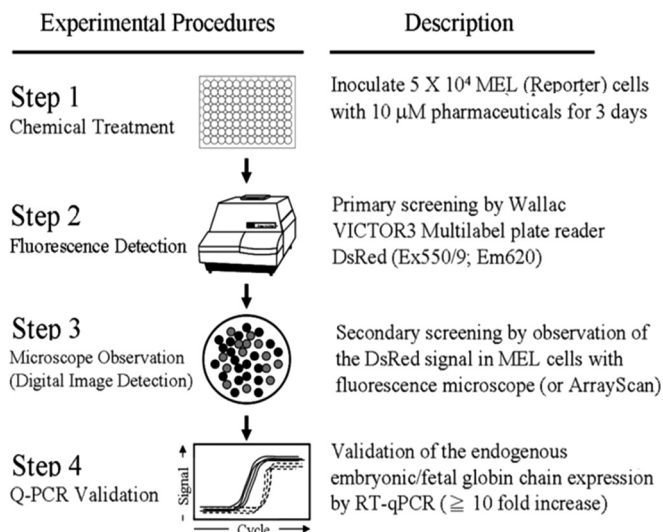 Experimental Procedures
Description
Step 1
Chemical Treatment
Inoculate 5 X 10⁴ MEL (Reporter) cells
with 10 μM pharmaceuticals for 3 days
Step 2
Fluorescence Detection
Primary screening by Wallac
VICTOR3 Multilabel plate reader
DsRed (Ex550/9; Em620)
Step 3
Microscope Observation
(Digital Image Detection)
Secondary screening by observation of
the DsRed signal in MEL cells with
fluorescence microscope (or ArrayScan)
Step 4
Q-PCR Validation
Signal
Cycle
Validation of the endogenous
embryonic/fetal globin chain expression
by RT-qPCR (≧ 10 fold increase)